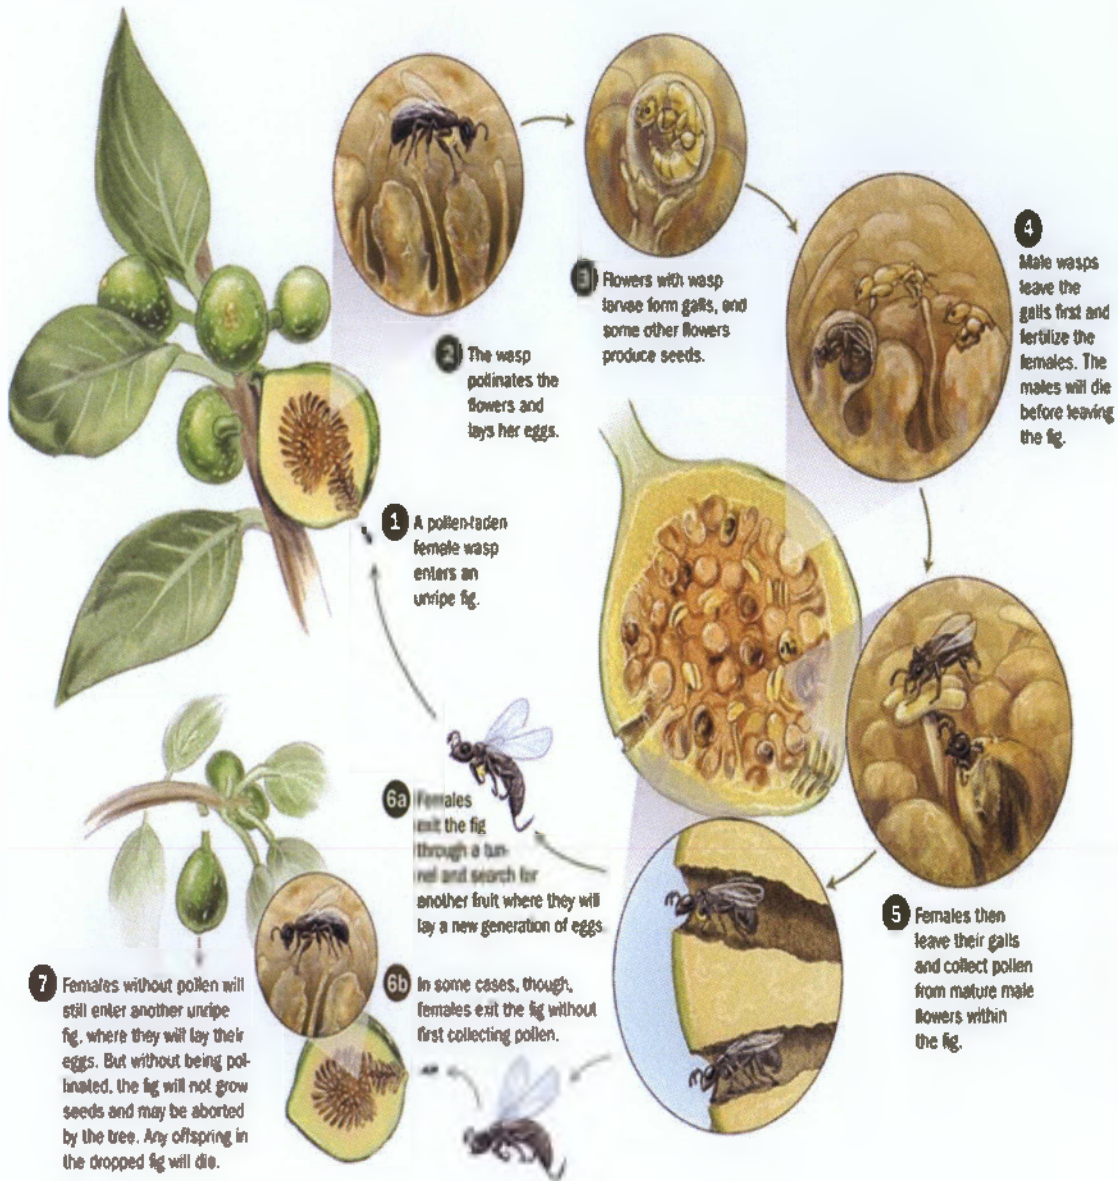 1 A pollen-laden
female wasp
enters an
unripe fig.
2 The wasp
pollinates the
flowers and
lays her eggs.
3 Flowers with wasp
larvae form galls, and
some other flowers
produce seeds.
4
Male wasps
leave the
galls first and
fertilize the
females. The
males will die
before leaving
the fig.
5 Females then
leave their galls
and collect pollen
from mature male
flowers within
the fig.
6a Females
exit the fig
through a tun-
nel and search for
another fruit where they will
lay a new generation of eggs
6b In some cases, though,
females exit the fig without
first collecting pollen.
7 Females without pollen will
still enter another unripe
fig, where they will lay their
eggs. But without being pol-
linated, the fig will not grow
seeds and may be aborted
by the tree. Any offspring in
the dropped fig will die.